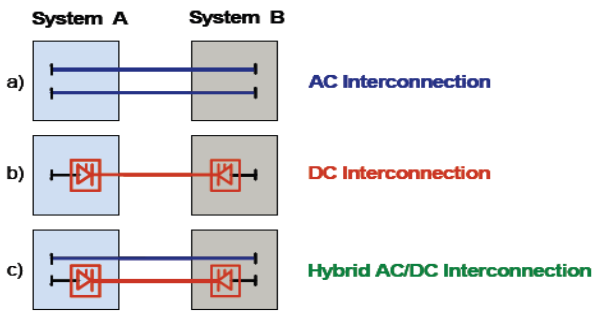 System A System B
a) AC Interconnection
b) DC Interconnection
c) Hybrid AC/DC Interconnection